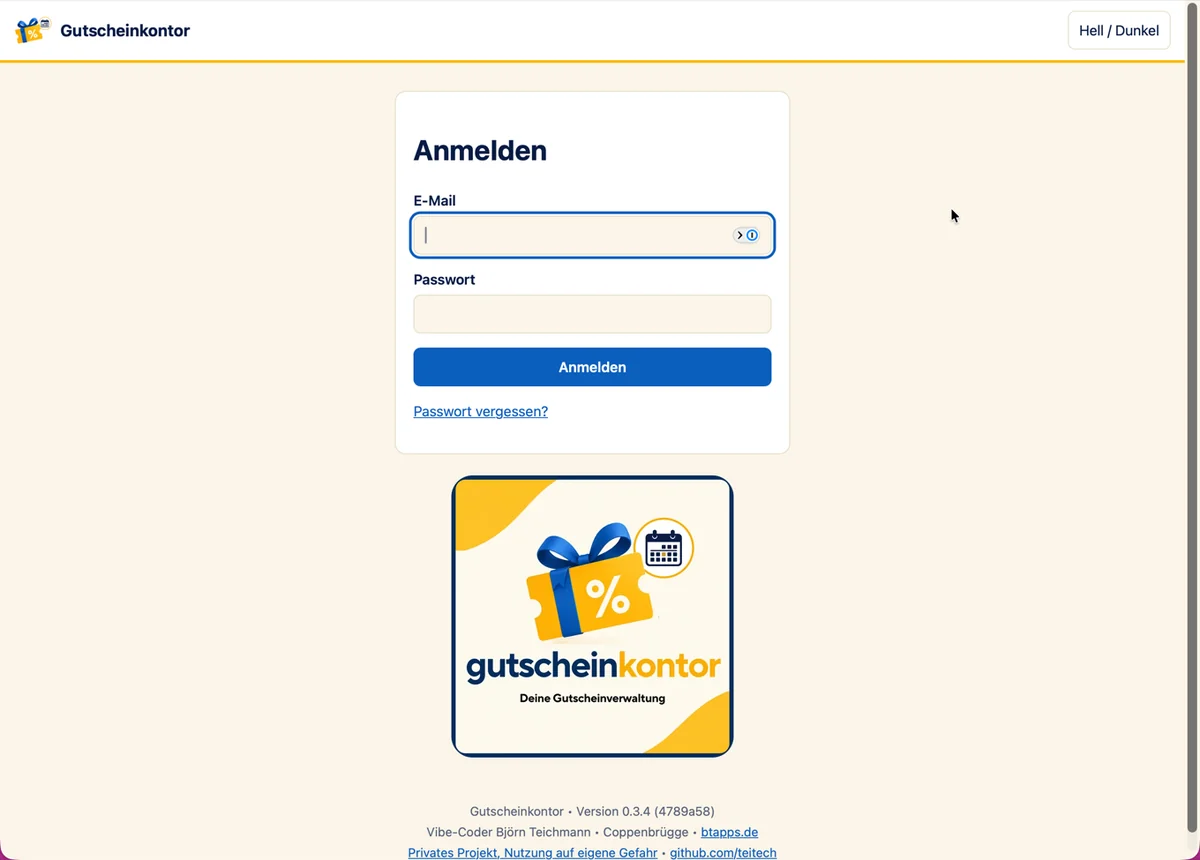 Gutscheinkontor
Hell / Dunkel
Anmelden
E-Mail
Passwort
Anmelden
Passwort vergessen?
%
gutscheinkontor
Deine Gutscheinverwaltung
Gutscheinkontor • Version 0.3.4 (4789a58)
Vibe-Coder Björn Teichmann • Coppenbrügge • btapps.de
Privates Projekt, Nutzung auf eigene Gefahr • github.com/teitech